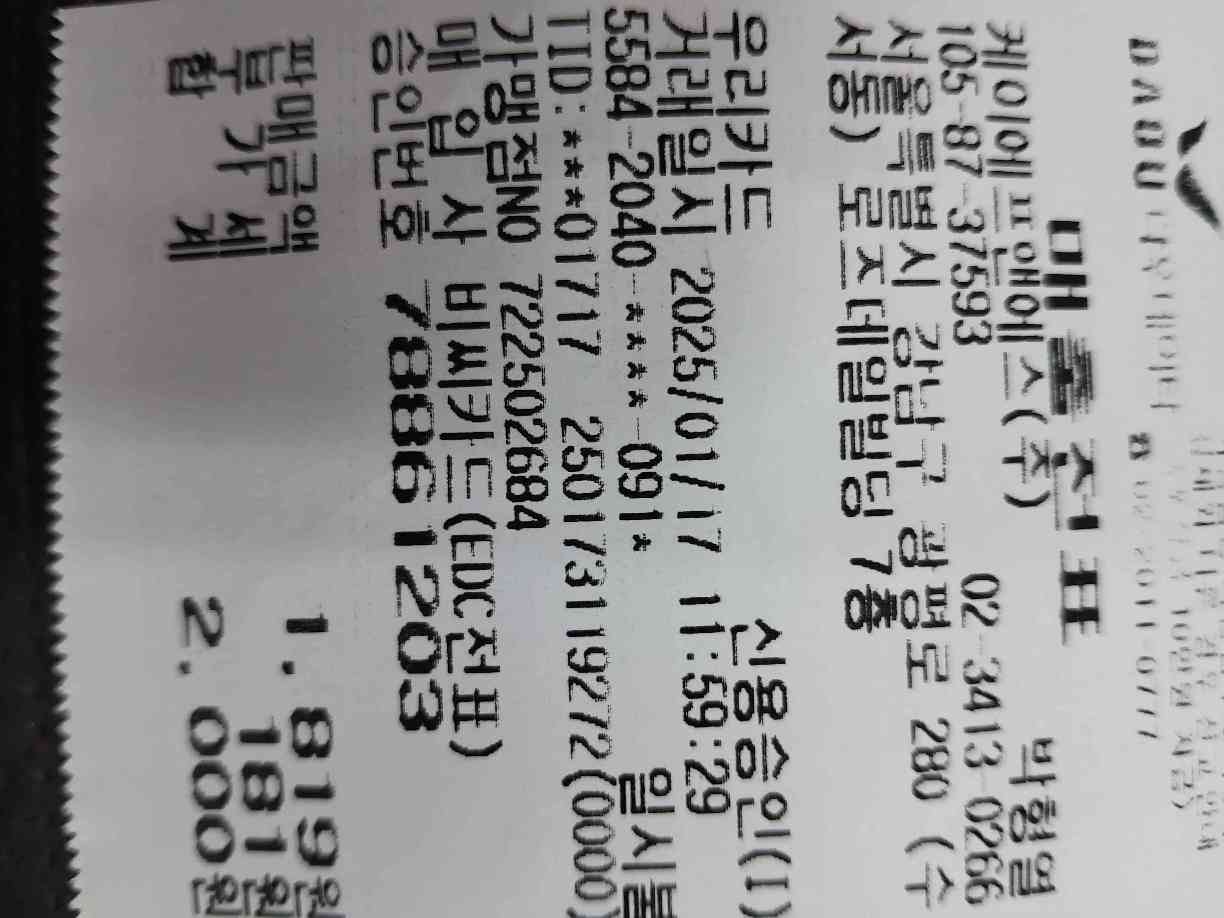 DAOU 다우데이터
매 출 전 표
케이에프앤에스(주) 박형열
105-87-37593 02-3413-0266
서울특별시 강남구 광평로 280 (수
서동) 로즈데일빌딩 7층
우리카드 신용승인(I)
거래일시 2025/01/17 11:59:29
5584-2040-****-091* 일시불
TID:***01717 250173119272(0000)
가맹점NO 722502684
매 입 사 비씨카드(EDC전표)
승인번호 78861203
판매금액 1.819원
부 가 세 181원
합 계 2.000원